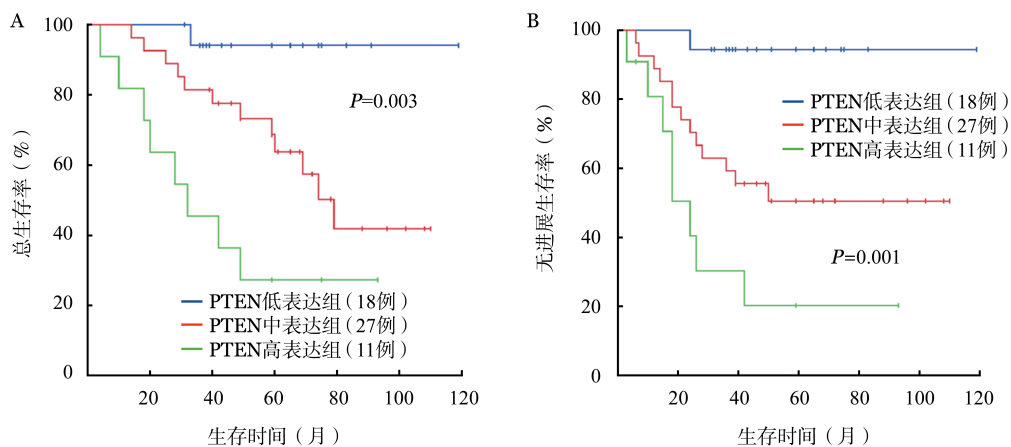 A
100
80
60
40
20
0
总生存率（%）
P=0.003
PTEN低表达组（18例）
PTEN中表达组（27例）
PTEN高表达组（11例）
20 40 60 80 100 120
生存时间（月）
B
100
80
60
40
20
0
无进展生存率（%）
PTEN低表达组（18例）
PTEN中表达组（27例）
PTEN高表达组（11例）
P=0.001
20 40 60 80 100 120
生存时间（月）